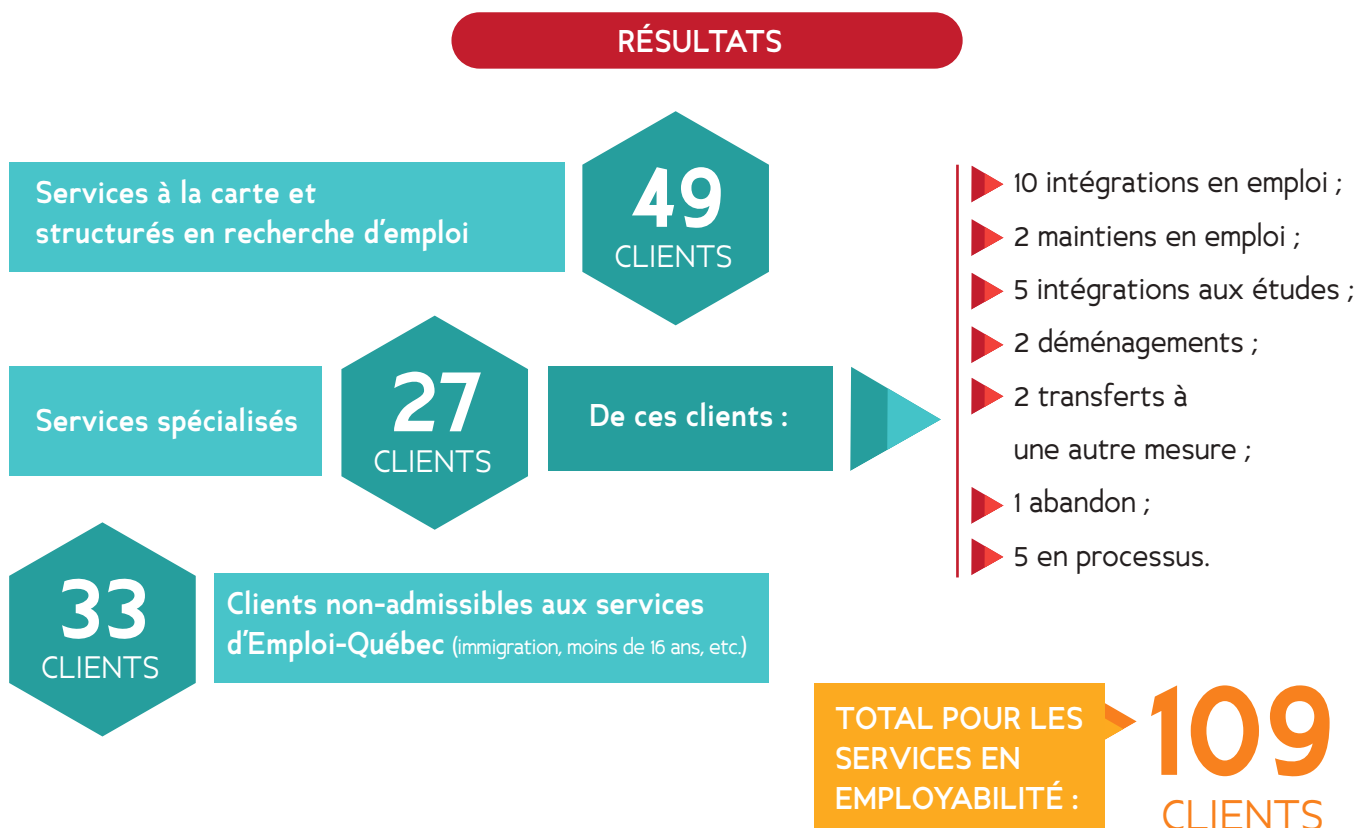 RÉSULTATS
Services à la carte et
structurés en recherche d'emploi
49
CLIENTS
Services spécialisés
27
CLIENTS
De ces clients :
10 intégrations en emploi ;
2 maintiens en emploi ;
5 intégrations aux études ;
2 déménagements ;
2 transferts à
une autre mesure ;
1 abandon ;
5 en processus.
33
CLIENTS
Clients non-admissibles aux services
d'Emploi-Québec (immigration, moins de 16 ans, etc.)
TOTAL POUR LES
SERVICES EN
EMPLOYABILITÉ :
109
CLIENTS